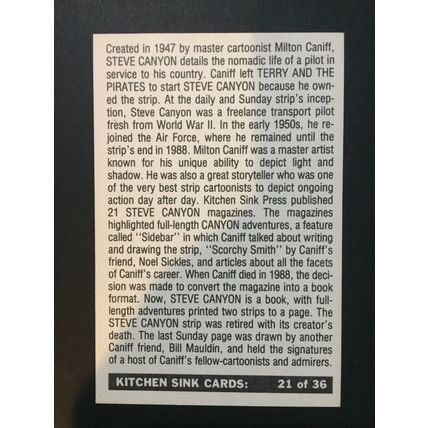 Created in 1947 by master cartoonist Milton Caniff,
STEVE CANYON details the nomadic life of a pilot in
service to his country. Caniff left TERRY AND THE
PIRATES to start STEVE CANYON because he own-
ed the strip. At the daily and Sunday strip's incep-
tion, Steve Canyon was a freelance transport pilot
fresh from World War II. In the early 1950s, he re-
joined the Air Force, where he remained until the
strip's end in 1988. Milton Caniff was a master artist
known for his unique ability to depict light and
shadow. He was also a great storyteller who was one
of the very best strip cartoonists to depict ongoing
action day after day. Kitchen Sink Press published
21 STEVE CANYON magazines. The magazines
highlighted full-length CANYON adventures, a feature
called "Sidebar" in which Caniff talked about writing
and drawing the strip, "Scorchy Smith" by Caniff's
friend, Noel Sickles, and articles about all the facets
of Caniff's career. When Caniff died in 1988, the deci-
sion was made to convert the magazine into a book
format. Now, STEVE CANYON is a book, with full-
length adventures printed two strips to a page. The
STEVE CANYON strip was retired with its creator's
death. The last Sunday page was drawn by another
Caniff friend, Bill Mauldin, and held the signatures
of a host of Caniff's fellow-cartoonists and admirers.
KITCHEN SINK CARDS: 21 of 36